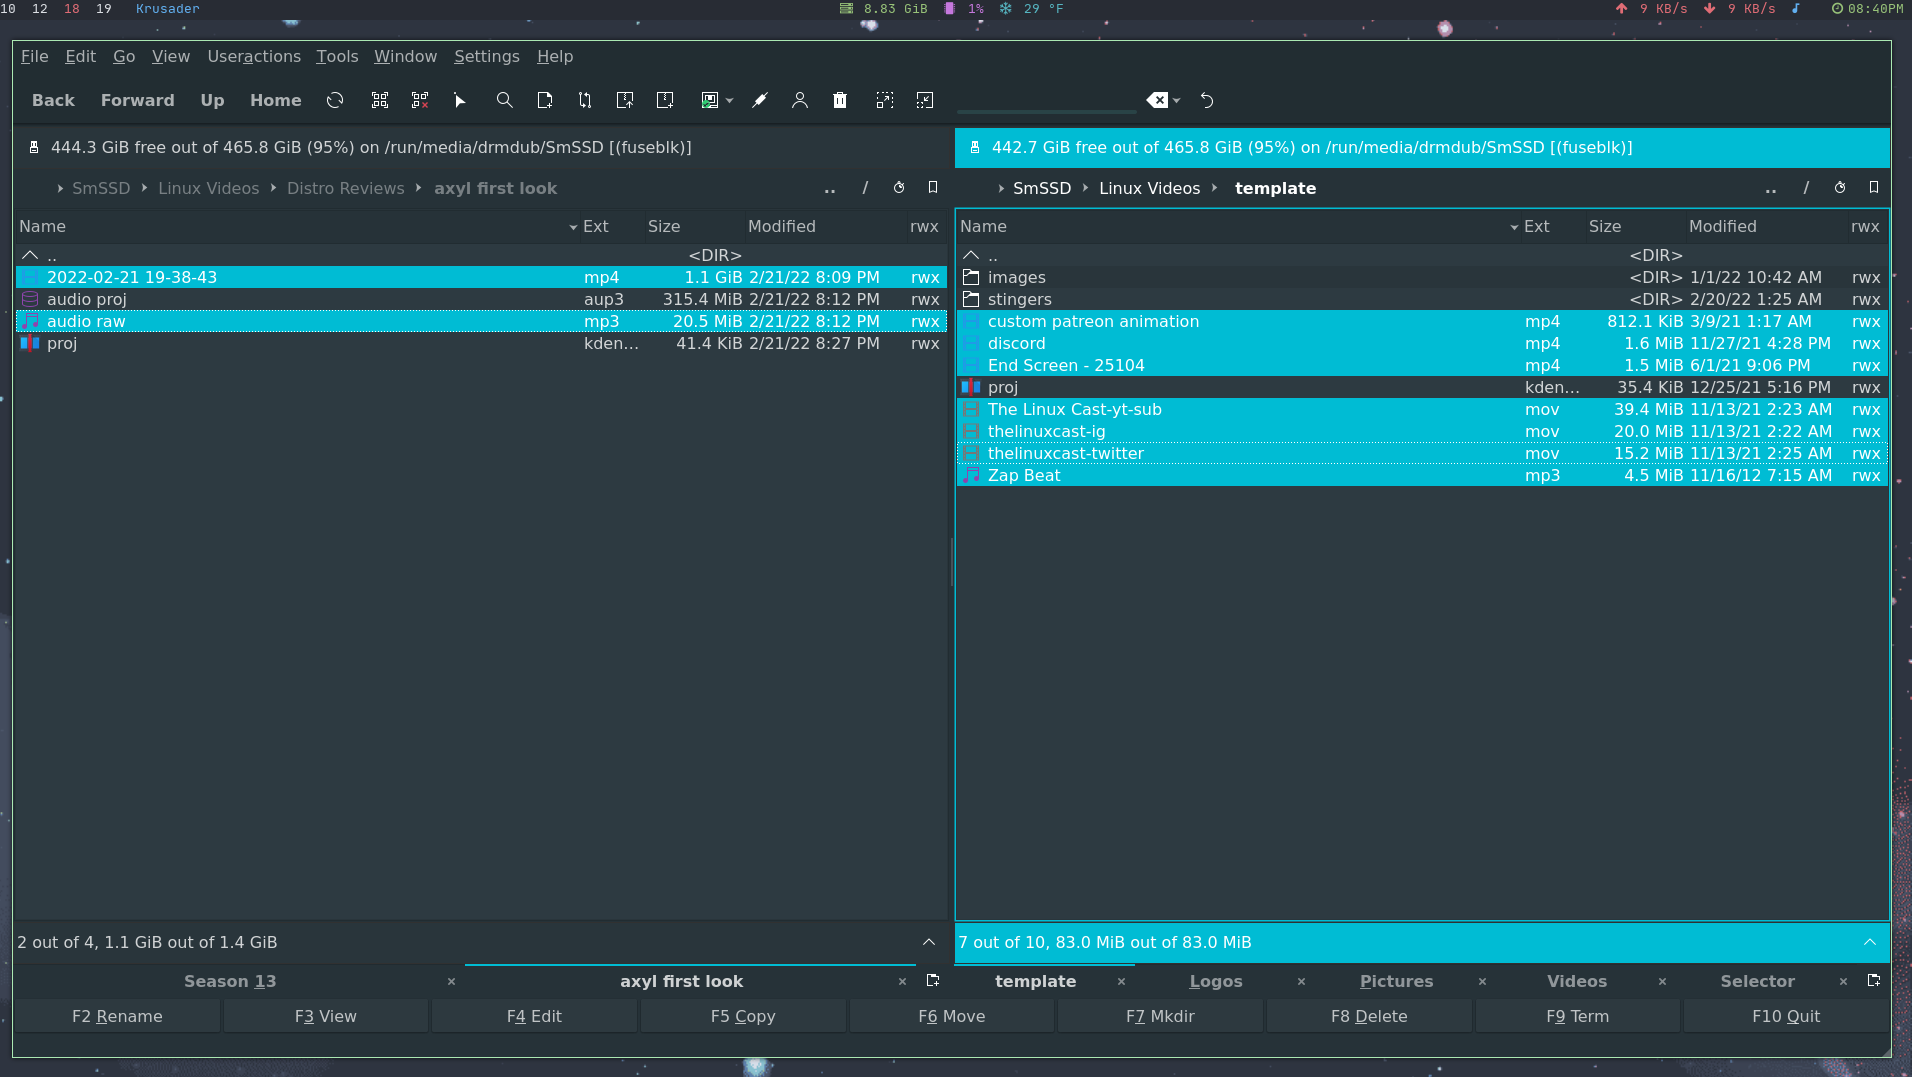 10 12 18 19 Krusader 8.83 GiB 1% 29 °F 9 KB/s 9 KB/s 08:40PM
File Edit Go View Useractions Tools Window Settings Help
Back Forward Up Home
444.3 GiB free out of 465.8 GiB (95%) on /run/media/drmdub/SmSSD [(fuseblk)]
SmSSD Linux Videos Distro Reviews axyl first look .. /
Name Ext Size Modified rwx
.. <DIR>
2022-02-21 19-38-43 mp4 1.1 GiB 2/21/22 8:09 PM rwx
audio proj aup3 315.4 MiB 2/21/22 8:12 PM rwx
audio raw mp3 20.5 MiB 2/21/22 8:12 PM rwx
proj kden... 41.4 KiB 2/21/22 8:27 PM rwx
2 out of 4, 1.1 GiB out of 1.4 GiB
Season 13 × axyl first look ×
442.7 GiB free out of 465.8 GiB (95%) on /run/media/drmdub/SmSSD [(fuseblk)]
SmSSD Linux Videos template .. /
Name Ext Size Modified rwx
.. <DIR>
images <DIR> 1/1/22 10:42 AM rwx
stingers <DIR> 2/20/22 1:25 AM rwx
custom patreon animation mp4 812.1 KiB 3/9/21 1:17 AM rwx
discord mp4 1.6 MiB 11/27/21 4:28 PM rwx
End Screen - 25104 mp4 1.5 MiB 6/1/21 9:06 PM rwx
proj kden... 35.4 KiB 12/25/21 5:16 PM rwx
The Linux Cast-yt-sub mov 39.4 MiB 11/13/21 2:23 AM rwx
thelinuxcast-ig mov 20.0 MiB 11/13/21 2:22 AM rwx
thelinuxcast-twitter mov 15.2 MiB 11/13/21 2:25 AM rwx
Zap Beat mp3 4.5 MiB 11/16/12 7:15 AM rwx
7 out of 10, 83.0 MiB out of 83.0 MiB
template × Logos × Pictures × Videos × Selector ×
F2 Rename F3 View F4 Edit F5 Copy F6 Move F7 Mkdir F8 Delete F9 Term F10 Quit